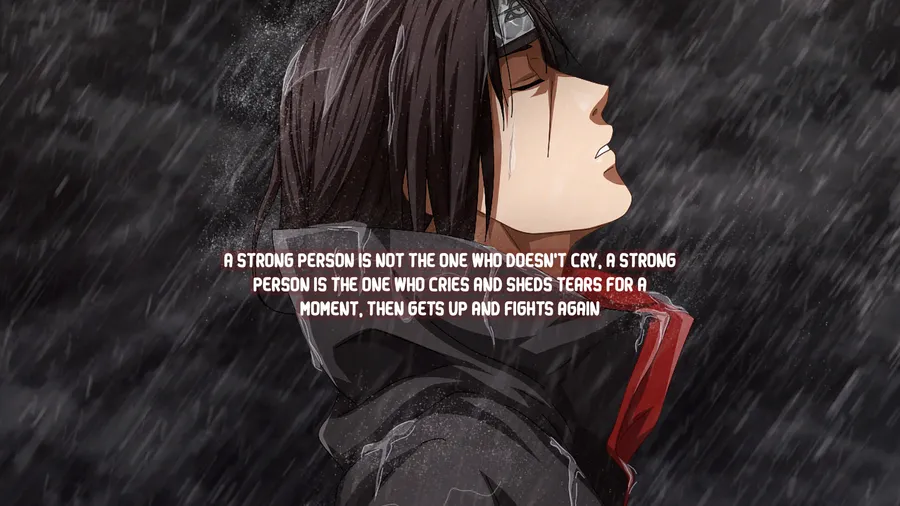 A STRONG PERSON IS NOT THE ONE WHO DOESN'T CRY, A STRONG
PERSON IS THE ONE WHO CRIES AND SHEDS TEARS FOR A
MOMENT, THEN GETS UP AND FIGHTS AGAIN